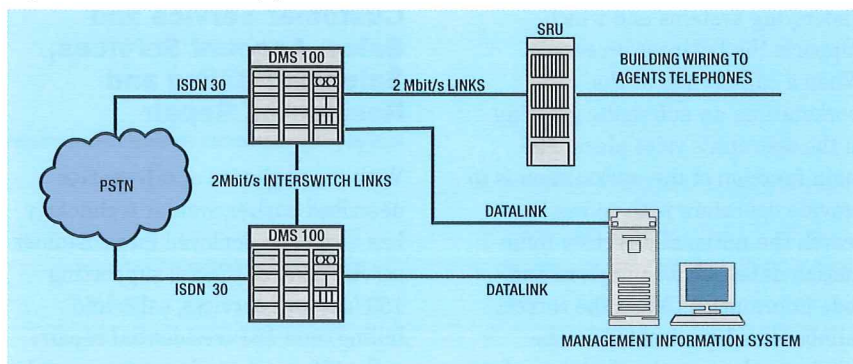 SRU
DMS 100
BUILDING WIRING TO
AGENTS TELEPHONES
ISDN 30
2 Mbit/s LINKS
PSTN
2Mbit/s INTERSWITCH LINKS
DATALINK
DMS 100
ISDN 30
DATALINK
MANAGEMENT INFORMATION SYSTEM